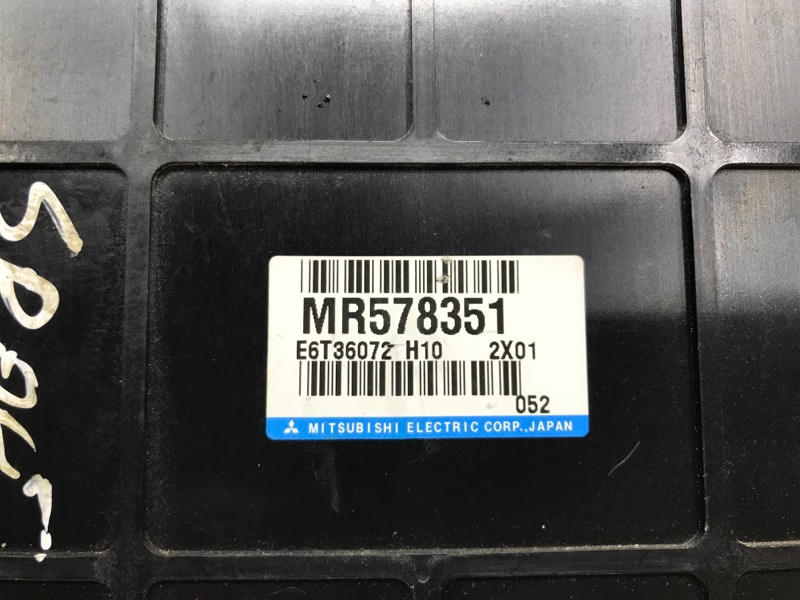 MR578351
E6T36072 H10 2X01
052
MITSUBISHI ELECTRIC CORP., JAPAN